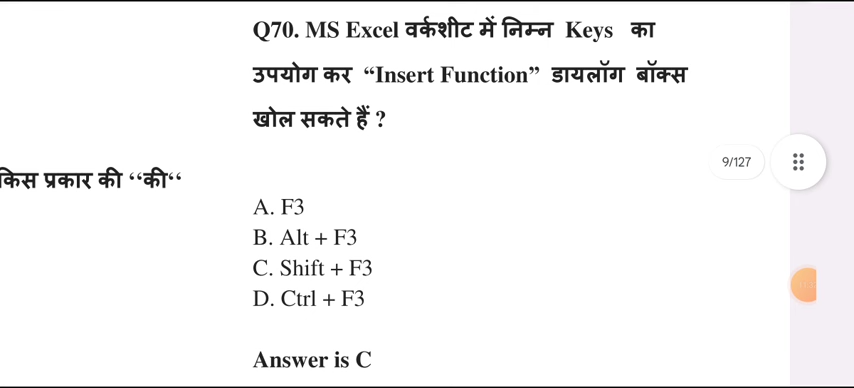 Q70. MS Excel वर्कशीट में निम्न Keys का
उपयोग कर “Insert Function” डायलॉग बॉक्स
खोल सकते हैं ?
9/127
किस प्रकार की ‘‘की‘‘
A. F3
B. Alt + F3
C. Shift + F3
D. Ctrl + F3
Answer is C